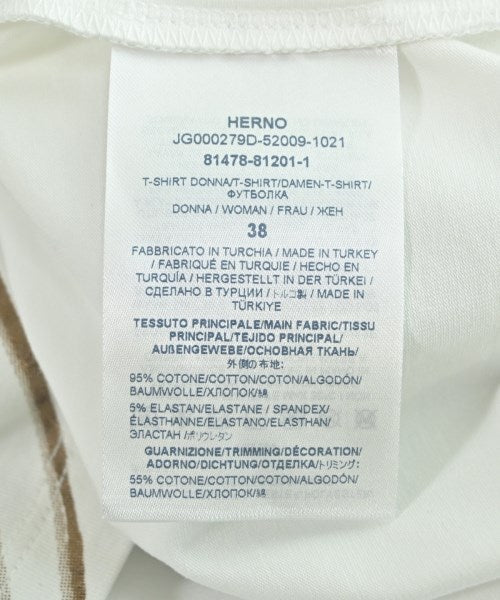 HERNO
JG000279D-52009-1021
81478-81201-1
T-SHIRT DONNA/T-SHIRT/DAMEN-T-SHIRT/
ФУТБОЛКА
DONNA / WOMAN / FRAU / ЖЕН
38
FABBRICATO IN TURCHIA / MADE IN TURKEY
/ FABRIQUÉ EN TURQUIE / HECHO EN
TURQUÍA / HERGESTELLT IN DER TÜRKEI /
СДЕЛАНО В ТУРЦИИ / トルコ製 / MADE IN
TÜRKIYE
TESSUTO PRINCIPALE/MAIN FABRIC/TISSU
PRINCIPAL/TEJIDO PRINCIPAL/
AUßENGEWEBE/ОСНОВНАЯ ТКАНЬ/
外側の布地:
95% COTONE/COTTON/COTON/ALGODÓN/
BAUMWOLLE/ХЛОПОК/綿
5% ELASTAN/ELASTANE / SPANDEX/
ÉLASTHANNE/ELASTANO/ELASTHAN/
ЭЛАСТАН /ポリウレタン
GUARNIZIONE/TRIMMING/DÉCORATION/
ADORNO/DICHTUNG/ОТДЕЛКА/トリミング:
55% COTONE/COTTON/COTON/ALGODÓN/
BAUMWOLLE/ХЛОПОК/綿